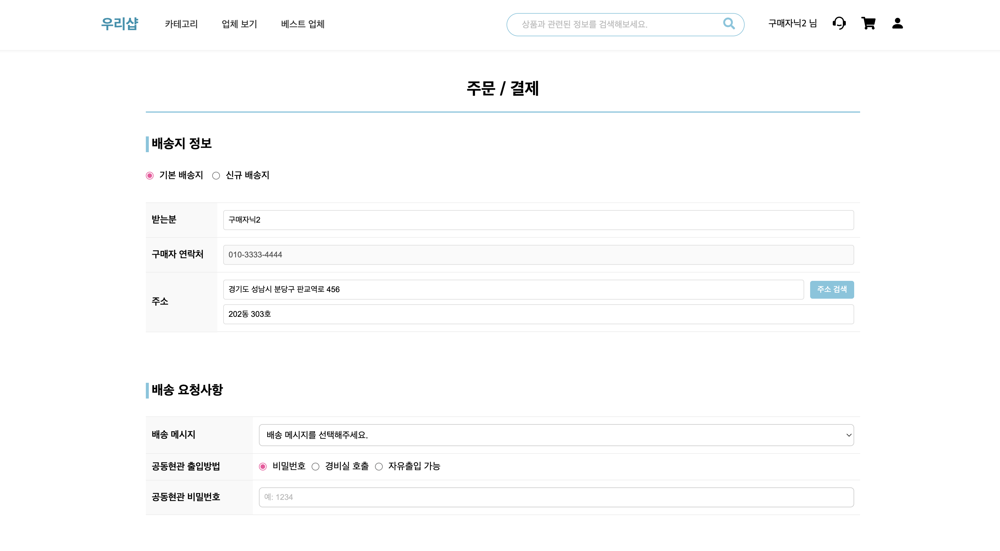 우리샵 카테고리 업체 보기 베스트 업체 상품과 관련된 정보를 검색해보세요. 구매자닉2 님
주문 / 결제
배송지 정보
기본 배송지 신규 배송지
받는분 구매자닉2
구매자 연락처 010-3333-4444
주소 경기도 성남시 분당구 판교역로 456 주소 검색
202동 303호
배송 요청사항
배송 메시지 배송 메시지를 선택해주세요.
공동현관 출입방법 비밀번호 경비실 호출 자유출입 가능
공동현관 비밀번호 예: 1234